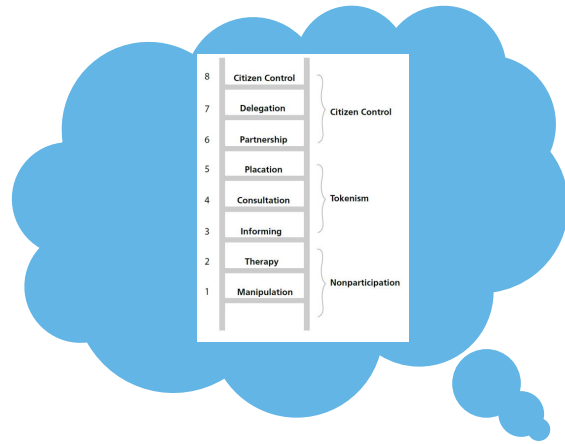 8 Citizen Control
7 Delegation
Citizen Control
6 Partnership
5 Placation
4 Consultation
Tokenism
3 Informing
2 Therapy
Nonparticipation
1 Manipulation